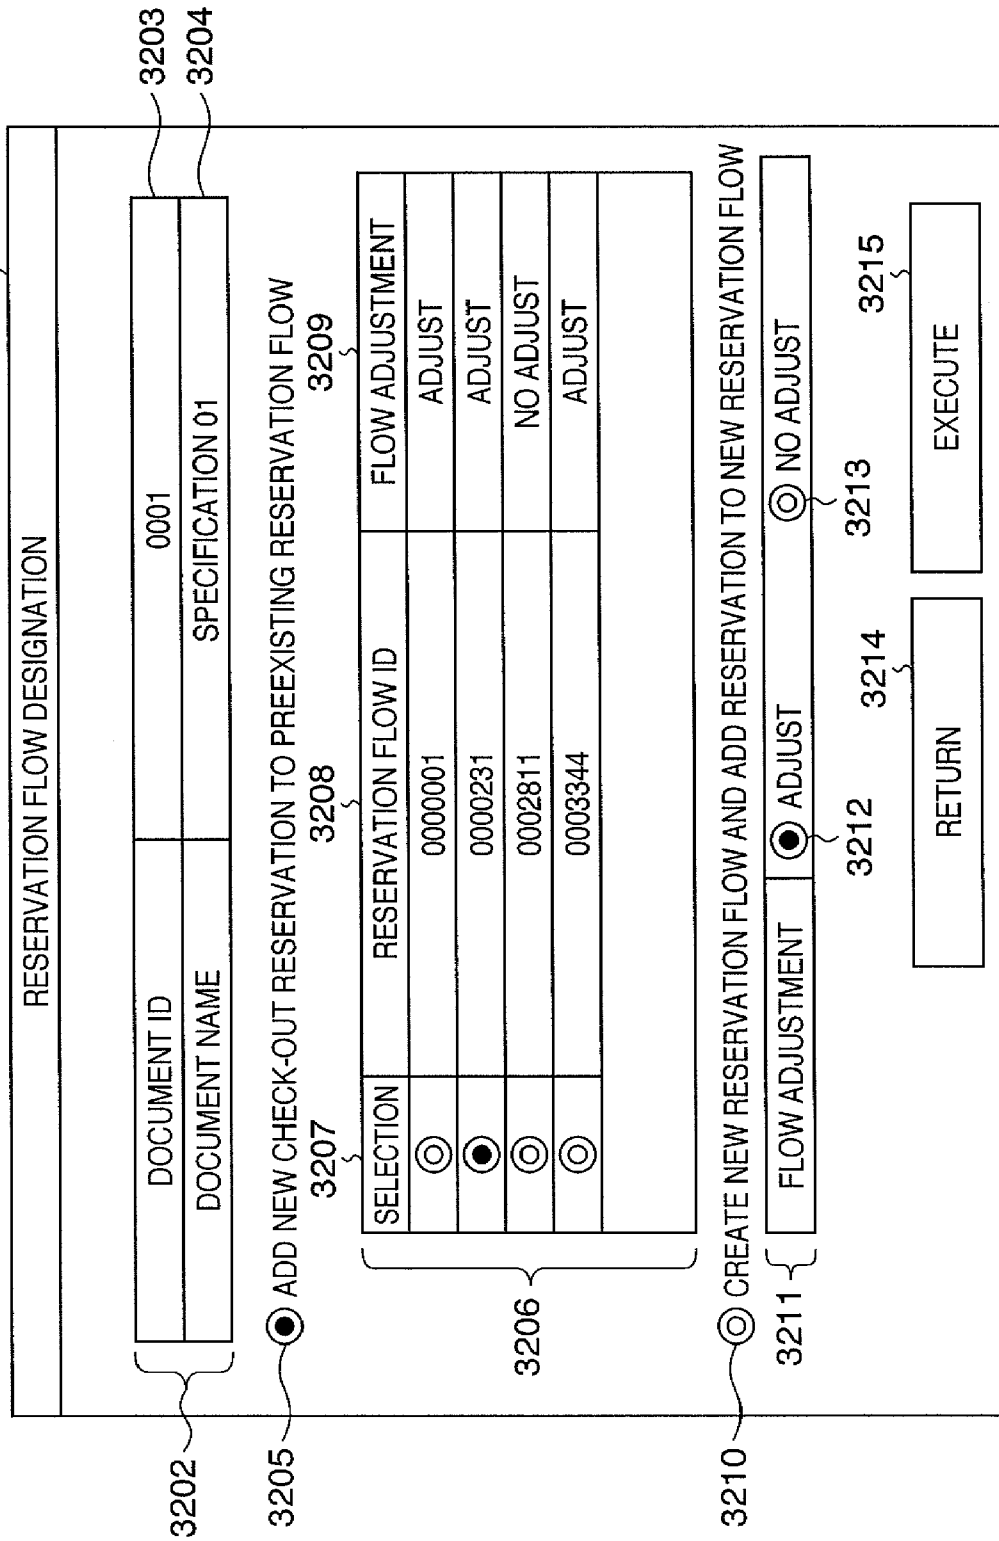 RESERVATION FLOW DESIGNATION
3202
DOCUMENT ID 0001 3203
DOCUMENT NAME SPECIFICATION 01 3204
3205 ADD NEW CHECK-OUT RESERVATION TO PREEXISTING RESERVATION FLOW
3207 3208 3209
3206
SELECTION RESERVATION FLOW ID FLOW ADJUSTMENT
0000001 ADJUST
0000231 ADJUST
0002811 NO ADJUST
0003344 ADJUST
3210 CREATE NEW RESERVATION FLOW AND ADD RESERVATION TO NEW RESERVATION FLOW
3211 FLOW ADJUSTMENT ADJUST NO ADJUST
3212 3213
3214 3215
RETURN EXECUTE